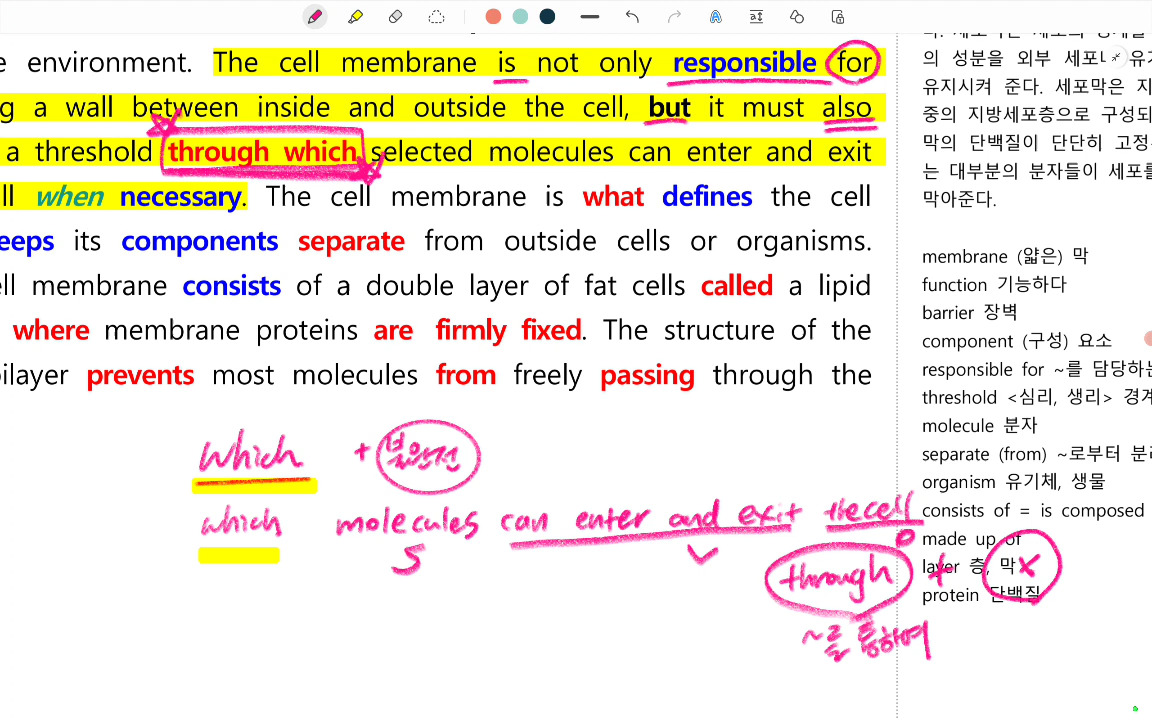 e environment. The cell membrane is not only responsible for
g a wall between inside and outside the cell, but it must also
a threshold through which selected molecules can enter and exit
ll when necessary. The cell membrane is what defines the cell
eeps its components separate from outside cells or organisms.
ell membrane consists of a double layer of fat cells called a lipid
where membrane proteins are firmly fixed. The structure of the
bilayer prevents most molecules from freely passing through the
which + 불완전
which molecules can enter and exit the cell
S V O
through + X
~를 통하여
의 성분을 외부 세포
유지시켜 준다. 세포막은 지
중의 지방세포층으로 구성되
막의 단백질이 단단히 고정
는 대부분의 분자들이 세포를
막아준다.
membrane (얇은) 막
function 기능하다
barrier 장벽
component (구성) 요소
responsible for ~를 담당하는
threshold <심리, 생리> 경계
molecule 분자
separate (from) ~로부터 분리
organism 유기체, 생물
consists of = is composed
made up of
layer 층, 막
protein 단백질